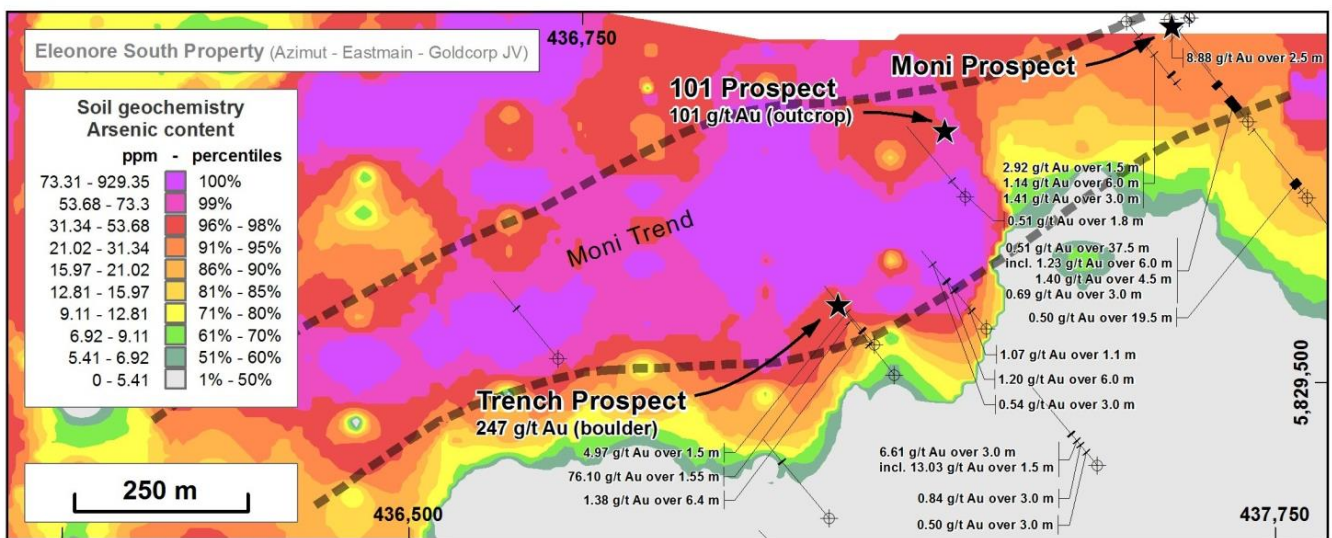 Eleonore South Property (Azimut - Eastmain - Goldcorp JV)
436,750
Soil geochemistry
Arsenic content
ppm - percentiles
73.31 - 929.35 100%
53.68 - 73.3 99%
31.34 - 53.68 96% - 98%
21.02 - 31.34 91% - 95%
15.97 - 21.02 86% - 90%
12.81 - 15.97 81% - 85%
9.11 - 12.81 71% - 80%
6.92 - 9.11 61% - 70%
5.41 - 6.92 51% - 60%
0 - 5.41 1% - 50%
250 m
Moni Trend
101 Prospect
101 g/t Au (outcrop)
Moni Prospect
8.88 g/t Au over 2.5 m
2.92 g/t Au over 1.5 m
1.14 g/t Au over 6.0 m
1.41 g/t Au over 3.0 m
0.51 g/t Au over 1.8 m
0.51 g/t Au over 37.5 m
incl. 1.23 g/t Au over 6.0 m
1.40 g/t Au over 4.5 m
0.69 g/t Au over 3.0 m
0.50 g/t Au over 19.5 m
1.07 g/t Au over 1.1 m
1.20 g/t Au over 6.0 m
0.54 g/t Au over 3.0 m
Trench Prospect
247 g/t Au (boulder)
4.97 g/t Au over 1.5 m
76.10 g/t Au over 1.55 m
1.38 g/t Au over 6.4 m
6.61 g/t Au over 3.0 m
incl. 13.03 g/t Au over 1.5 m
0.84 g/t Au over 3.0 m
0.50 g/t Au over 3.0 m
5,829,500
436,500
437,750